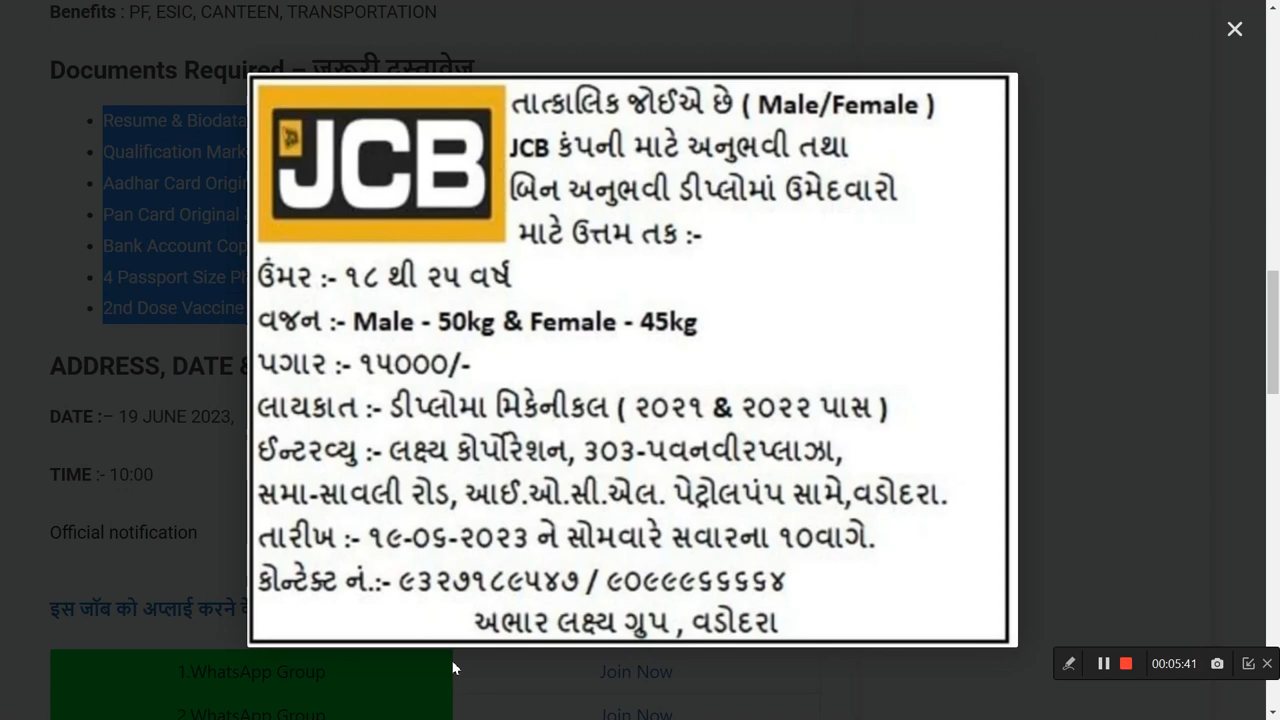 Benefits : PF, ESIC, CANTEEN, TRANSPORTATION
Documents Required – जरूरी दस्तावेज
Resume & Biodata
Qualification Mark
Aadhar Card Origin
Pan Card Original
Bank Account Cop
4 Passport Size Ph
2nd Dose Vaccine
ADDRESS, DATE &
DATE :– 19 JUNE 2023,
TIME :- 10:00
Official notification
इस जॉब को अप्लाई करने के
1.WhatsApp Group
Join Now
2.WhatsApp Group
Join Now
JCB
તાત્કાલિક જોઈએ છે ( Male/Female )
JCB કંપની માટે અનુભવી તથા
બિન અનુભવી ડીપ્લોમાં ઉમેદવારો
માટે ઉત્તમ તક :-
ઉંમર :- ૧૮ થી ૨૫ વર્ષ
વજન :- Male - 50kg & Female - 45kg
પગાર :- ૧૫૦૦૦/-
લાયકાત :- ડીપ્લોમા મિકેનીકલ ( ૨૦૨૧ & ૨૦૨૨ પાસ )
ઈન્ટરવ્યુ :- લક્ષ્ય કોર્પોરેશન, ૩૦૩-પવનવીરપ્લાઝા,
સમા-સાવલી રોડ, આઈ.ઓ.સી.એલ. પેટ્રોલપંપ સામે,વડોદરા.
તારીખ :- ૧૯-૦૬-૨૦૨૩ ને સોમવારે સવારના ૧૦વાગે.
કોન્ટેક્ટ નં.:- ૯૩૨૭૧૮૯૫૪૭ / ૯૦૯૯૯૬૬૬૬૪
અભાર લક્ષ્ય ગ્રુપ , વડોદરા
00:05:41